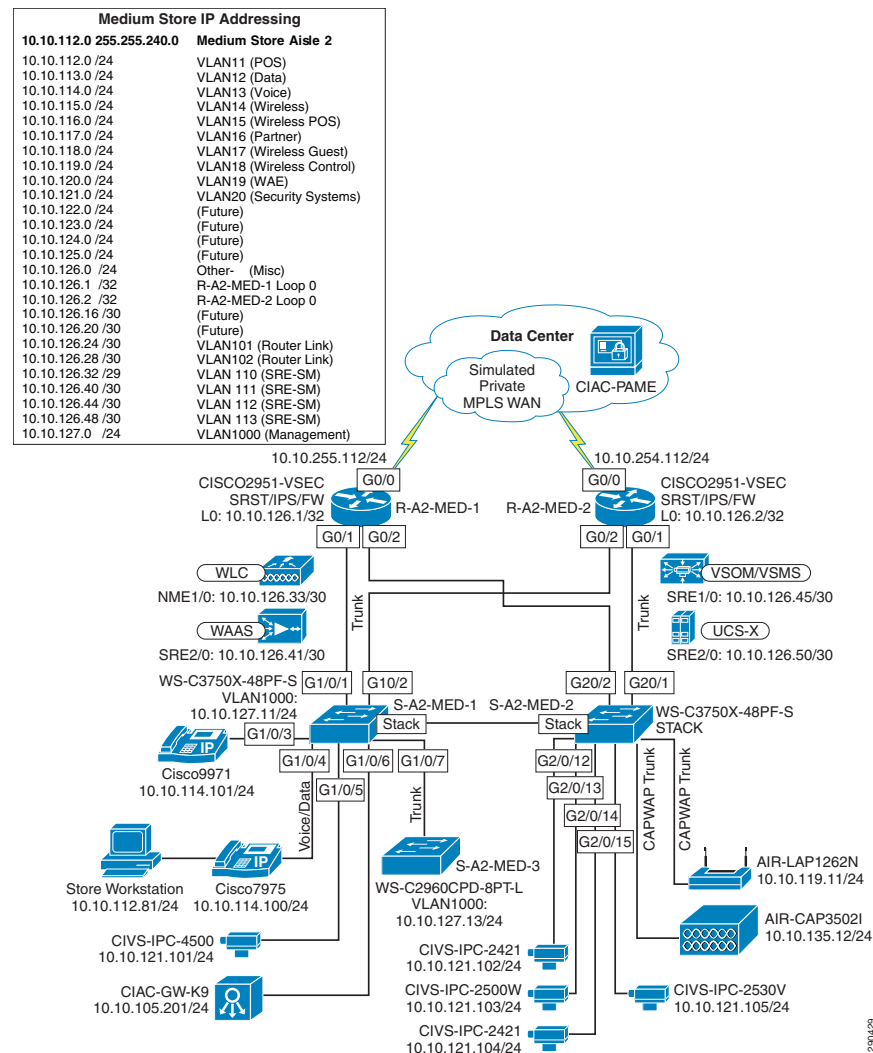 Medium Store IP Addressing
10.10.112.0 255.255.240.0 Medium Store Aisle 2
10.10.112.0 /24 VLAN11 (POS)
10.10.113.0 /24 VLAN12 (Data)
10.10.114.0 /24 VLAN13 (Voice)
10.10.115.0 /24 VLAN14 (Wireless)
10.10.116.0 /24 VLAN15 (Wireless POS)
10.10.117.0 /24 VLAN16 (Partner)
10.10.118.0 /24 VLAN17 (Wireless Guest)
10.10.119.0 /24 VLAN18 (Wireless Control)
10.10.120.0 /24 VLAN19 (WAE)
10.10.121.0 /24 VLAN20 (Security Systems)
10.10.122.0 /24 (Future)
10.10.123.0 /24 (Future)
10.10.124.0 /24 (Future)
10.10.125.0 /24 (Future)
10.10.126.0 /24 Other- (Misc)
10.10.126.1 /32 R-A2-MED-1 Loop 0
10.10.126.2 /32 R-A2-MED-2 Loop 0
10.10.126.16 /30 (Future)
10.10.126.20 /30 (Future)
10.10.126.24 /30 VLAN101 (Router Link)
10.10.126.28 /30 VLAN102 (Router Link)
10.10.126.32 /29 VLAN 110 (SRE-SM)
10.10.126.40 /30 VLAN 111 (SRE-SM)
10.10.126.44 /30 VLAN 112 (SRE-SM)
10.10.126.48 /30 VLAN 113 (SRE-SM)
10.10.127.0 /24 VLAN1000 (Management)
Data Center
CIAC-PAME
Simulated
Private
MPLS WAN
10.10.255.112/24
10.10.254.112/24
CISCO2951-VSEC
SRST/IPS/FW
L0: 10.10.126.1/32
G0/0
R-A2-MED-1
G0/1
G0/2
R-A2-MED-2
G0/0
CISCO2951-VSEC
SRST/IPS/FW
L0: 10.10.126.2/32
G0/2
G0/1
WLC
NME1/0: 10.10.126.33/30
WAAS
SRE2/0: 10.10.126.41/30
Trunk
Trunk
VSOM/VSMS
SRE1/0: 10.10.126.45/30
UCS-X
SRE2/0: 10.10.126.50/30
WS-C3750X-48PF-S
VLAN1000:
10.10.127.11/24
G1/0/1
G10/2
S-A2-MED-1
Stack
S-A2-MED-2
Stack
G20/2
G20/1
WS-C3750X-48PF-S
STACK
G1/0/3
IP
Cisco9971
10.10.114.101/24
G1/0/4
G1/0/5
G1/0/6
G1/0/7
Voice/Data
Trunk
G2/0/12
G2/0/13
G2/0/14
G2/0/15
CAPWAP Trunk
CAPWAP Trunk
Store Workstation
10.10.112.81/24
IP
Cisco7975
10.10.114.100/24
S-A2-MED-3
WS-C2960CPD-8PT-L
VLAN1000:
10.10.127.13/24
AIR-LAP1262N
10.10.119.11/24
AIR-CAP3502I
10.10.135.12/24
CIVS-IPC-4500
10.10.121.101/24
CIAC-GW-K9
10.10.105.201/24
CIVS-IPC-2421
10.10.121.102/24
CIVS-IPC-2500W
10.10.121.103/24
CIVS-IPC-2421
10.10.121.104/24
CIVS-IPC-2530V
10.10.121.105/24
290429